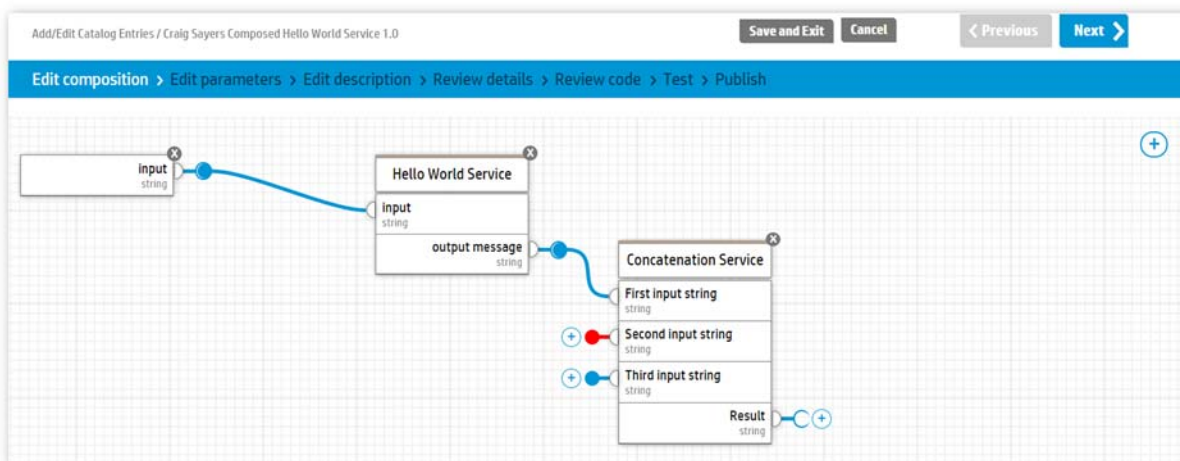 Add/Edit Catalog Entries / Craig Sayers Composed Hello World Service 1.0
Save and Exit
Cancel
< Previous
Next >
Edit composition > Edit parameters > Edit description > Review details > Review code > Test > Publish
input
string
Hello World Service
input
string
output message
string
Concatenation Service
First input string
string
Second input string
string
Third input string
string
Result
string